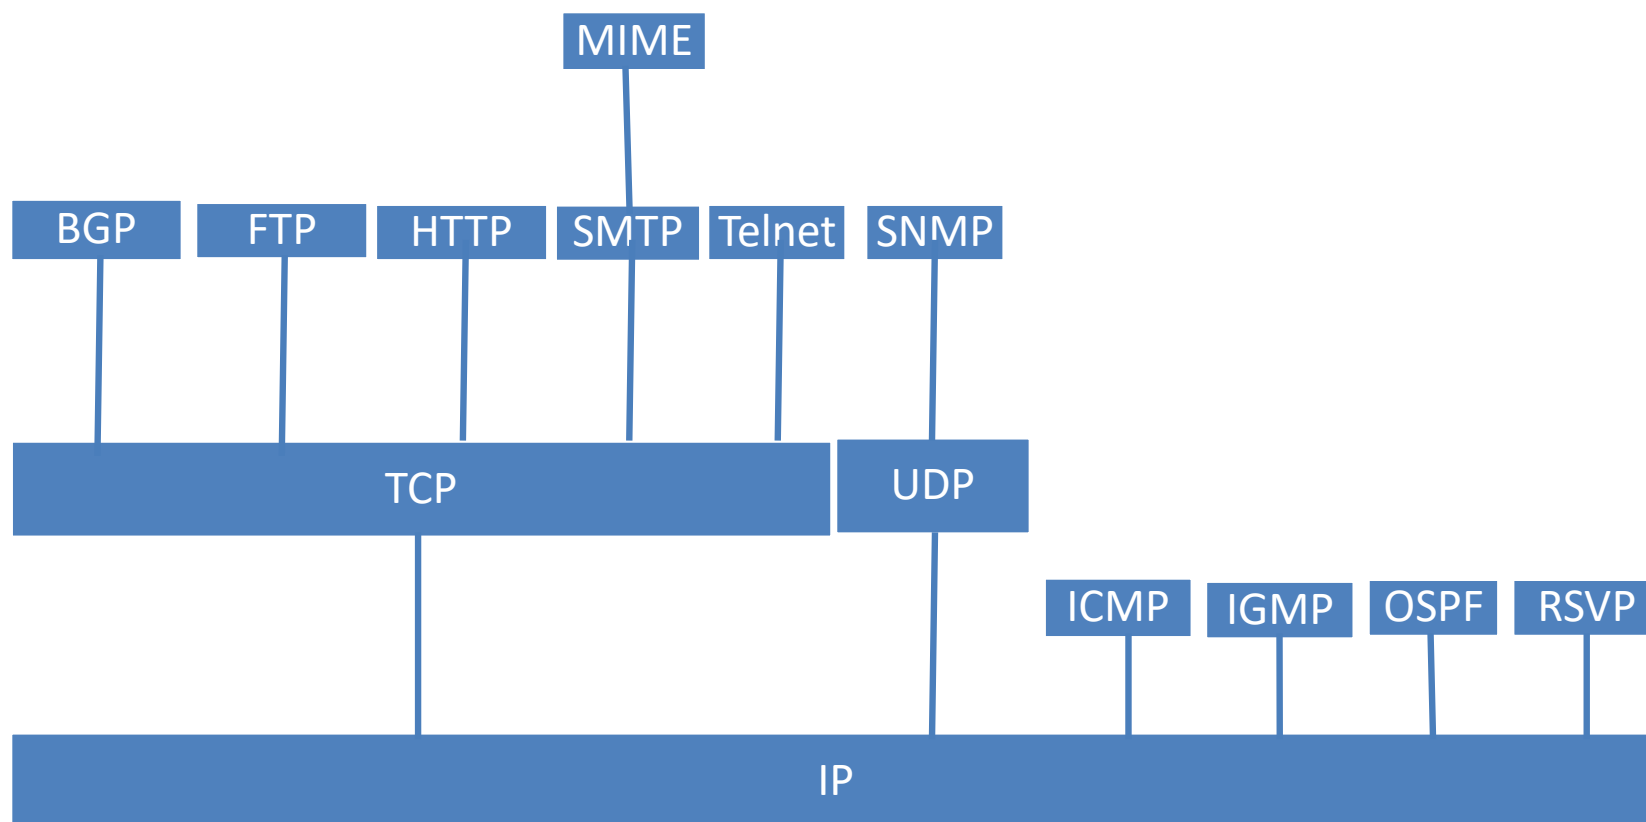 MIME
BGP FTP HTTP SMTP Telnet SNMP
TCP UDP
ICMP IGMP OSPF RSVP
IP